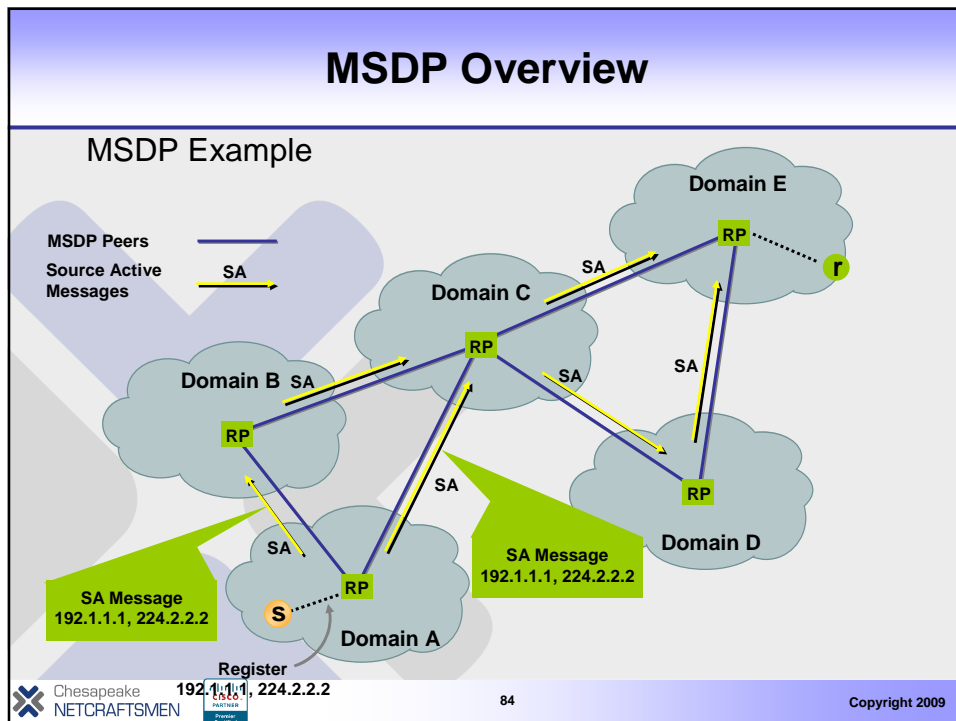 MSDP Overview
MSDP Example
MSDP Peers
Source Active
Messages
SA
Domain E
RP
r
SA
Domain C
RP
Domain B
SA
RP
SA
SA
RP
Domain D
SA
SA
RP
s
Domain A
SA Message
192.1.1.1, 224.2.2.2
SA Message
192.1.1.1, 224.2.2.2
Register
192.1.1.1, 224.2.2.2
Chesapeake
NETCRAFTSMEN
CISCO
PARTNER
Premier
84
Copyright 2009